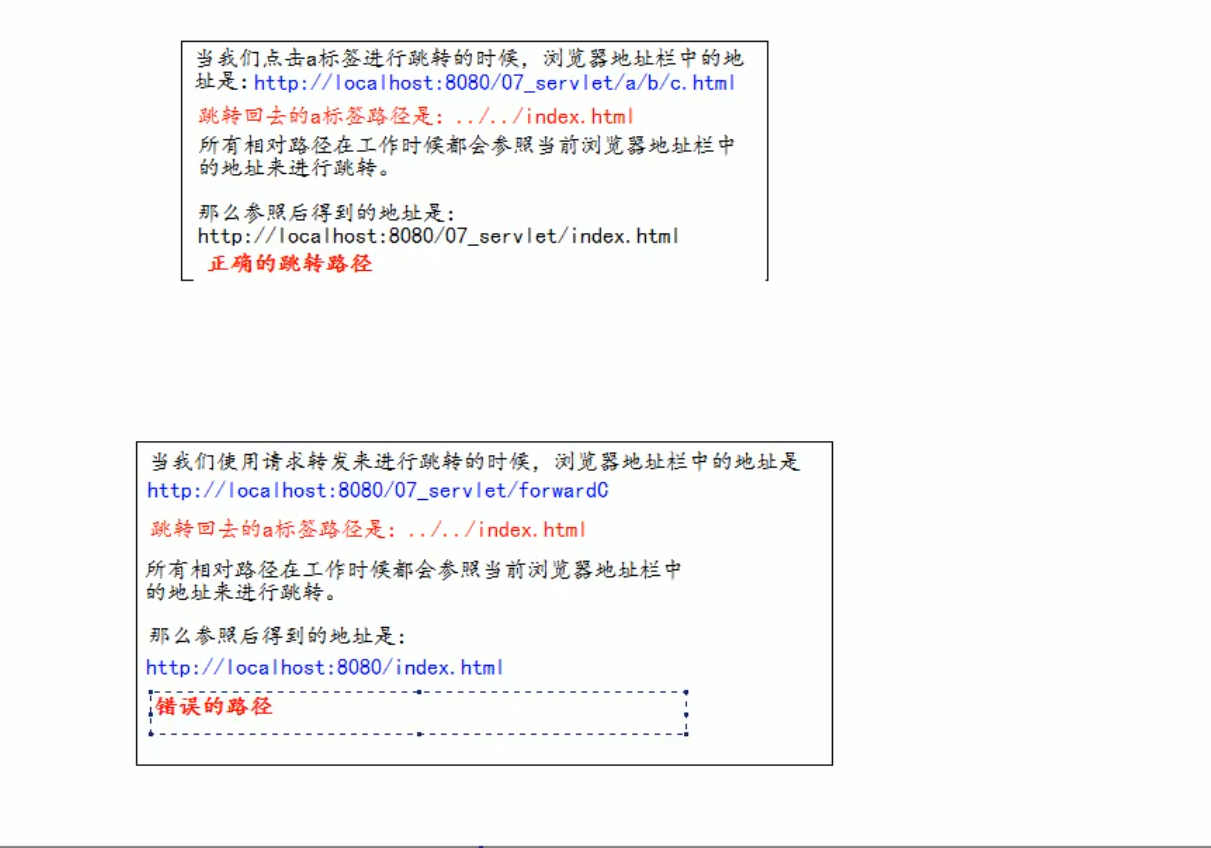 当我们点击a标签进行跳转的时候，浏览器地址栏中的地
址是：http://localhost:8080/07_servlet/a/b/c.html
跳转回去的a标签路径是：../../index.html
所有相对路径在工作时候都会参照当前浏览器地址栏中
的地址来进行跳转。
那么参照后得到的地址是：
http://localhost:8080/07_servlet/index.html
正确的跳转路径
当我们使用请求转发来进行跳转的时候，浏览器地址栏中的地址是
http://localhost:8080/07_servlet/forwardC
跳转回去的a标签路径是：../../index.html
所有相对路径在工作时候都会参照当前浏览器地址栏中
的地址来进行跳转。
那么参照后得到的地址是：
http://localhost:8080/index.html
错误的路径